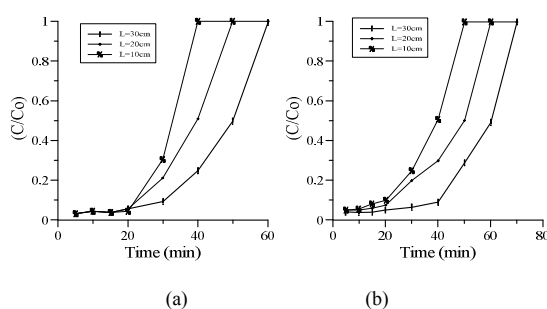 L=30cm
L=20cm
L=10cm
(C/Co)
1
0.8
0.6
0.4
0.2
0
0 20 40 60
Time (min)
(a)
L=30cm
L=20cm
L=10cm
(C/Co)
1
0.8
0.6
0.4
0.2
0
0 20 40 60 80
Time (min)
(b)